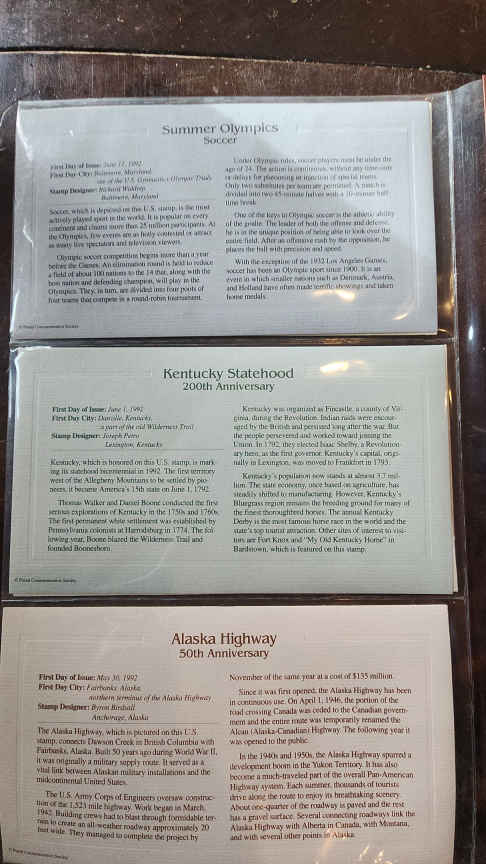 Summer Olympics
Soccer
First Day of Issue: June 11, 1992
First Day City: Baltimore, Maryland,
site of the U.S. Gymnastics Olympic Trials
Stamp Designer: Richard Waldrep
Baltimore, Maryland
Soccer, which is depicted on this U.S. stamp, is the most
actively played sport in the world. It is popular on every
continent and claims more than 25 million participants. At
the Olympics, few events are as hotly contested or attract
as many live spectators and television viewers.
Olympic soccer competition begins more than a year
before the Games. An elimination round is held to reduce
a field of about 100 nations to the 14 that, along with the
host nation and defending champion, will play in the
Olympics. They, in turn, are divided into four pools of
four teams that compete in a round-robin tournament.
Under Olympic rules, soccer players must be under the
age of 24. The action is continuous, without any time-outs
or delays for planning or injection of special teams.
Only two substitutes per team are permitted. A match is
divided into two 45-minute halves with a 10-minute half-
time break.
One of the keys to Olympic soccer is the athletic ability
of the goalie. The leader of both the offense and defense,
he is in the unique position of being able to look over the
entire field. After an offensive rush by the opposition, he
places the ball with precision and speed.
With the exception of the 1932 Los Angeles Games,
soccer has been an Olympic sport since 1900. It is an
event in which smaller nations such as Denmark, Austria,
and Holland have often made terrific showings and taken
home medals.
© Postal Commemorative Society
Kentucky Statehood
200th Anniversary
First Day of Issue: June 1, 1992
First Day City: Danville, Kentucky,
a part of the old Wilderness Trail
Stamp Designer: Joseph Petro
Lexington, Kentucky
Kentucky, which is honored on this U.S. stamp, is mark-
ing its statehood bicentennial in 1992. The first territory
west of the Allegheny Mountains to be settled by pio-
neers, it became America's 15th state on June 1, 1792.
Thomas Walker and Daniel Boone conducted the first
serious explorations of Kentucky in the 1750s and 1760s.
The first permanent white settlement was established by
Pennsylvania colonists at Harrodsburg in 1774. The fol-
lowing year, Boone blazed the Wilderness Trail and
founded Boonesboro.
Kentucky was organized as Fincastle, a county of Vir-
ginia, during the Revolution. Indian raids were encour-
aged by the British and persisted long after the war. But
the people persevered and worked toward joining the
Union. In 1792, they elected Isaac Shelby, a Revolution-
ary hero, as the first governor. Kentucky's capital, origi-
nally in Lexington, was moved to Frankfort in 1793.
Kentucky's population now stands at almost 3.7 mil-
lion. The state economy, once based on agriculture, has
steadily shifted to manufacturing. However, Kentucky's
Bluegrass region remains the breeding ground for many of
the finest thoroughbred horses. The annual Kentucky
Derby is the most famous horse race in the world and the
state's top tourist attraction. Other sites of interest to visi-
tors are Fort Knox and "My Old Kentucky Home" in
Bardstown, which is featured on this stamp.
© Postal Commemorative Society
Alaska Highway
50th Anniversary
First Day of Issue: May 30, 1992
First Day City: Fairbanks, Alaska,
northern terminus of the Alaska Highway
Stamp Designer: Byron Birdsall
Anchorage, Alaska
The Alaska Highway, which is pictured on this U.S.
stamp, connects Dawson Creek in British Columbia with
Fairbanks, Alaska. Built 50 years ago during World War II,
it was originally a military supply route. It served as a
vital link between Alaskan military installations and the
midcontinental United States.
The U.S. Army Corps of Engineers oversaw construc-
tion of the 1,523 mile highway. Work began in March,
1942. Building crews had to blast through formidable ter-
rain to create an all-weather roadway approximately 20
feet wide. They managed to complete the project by
November of the same year at a cost of $135 million.
Since it was first opened, the Alaska Highway has been
in continuous use. On April 1, 1946, the portion of the
road crossing Canada was ceded to the Canadian govern-
ment and the entire route was temporarily renamed the
Alcan (Alaska-Canadian) Highway. The following year it
was opened to the public.
In the 1940s and 1950s, the Alaska Highway spurred a
development boom in the Yukon Territory. It has also
become a much-traveled part of the overall Pan-American
Highway system. Each summer, thousands of tourists
drive along the route to enjoy its breathtaking scenery.
About one-quarter of the roadway is paved and the rest
has a gravel surface. Several connecting roadways link the
Alaska Highway with Alberta in Canada, with Montana,
and with several other points in Alaska.
© Postal Commemorative Society